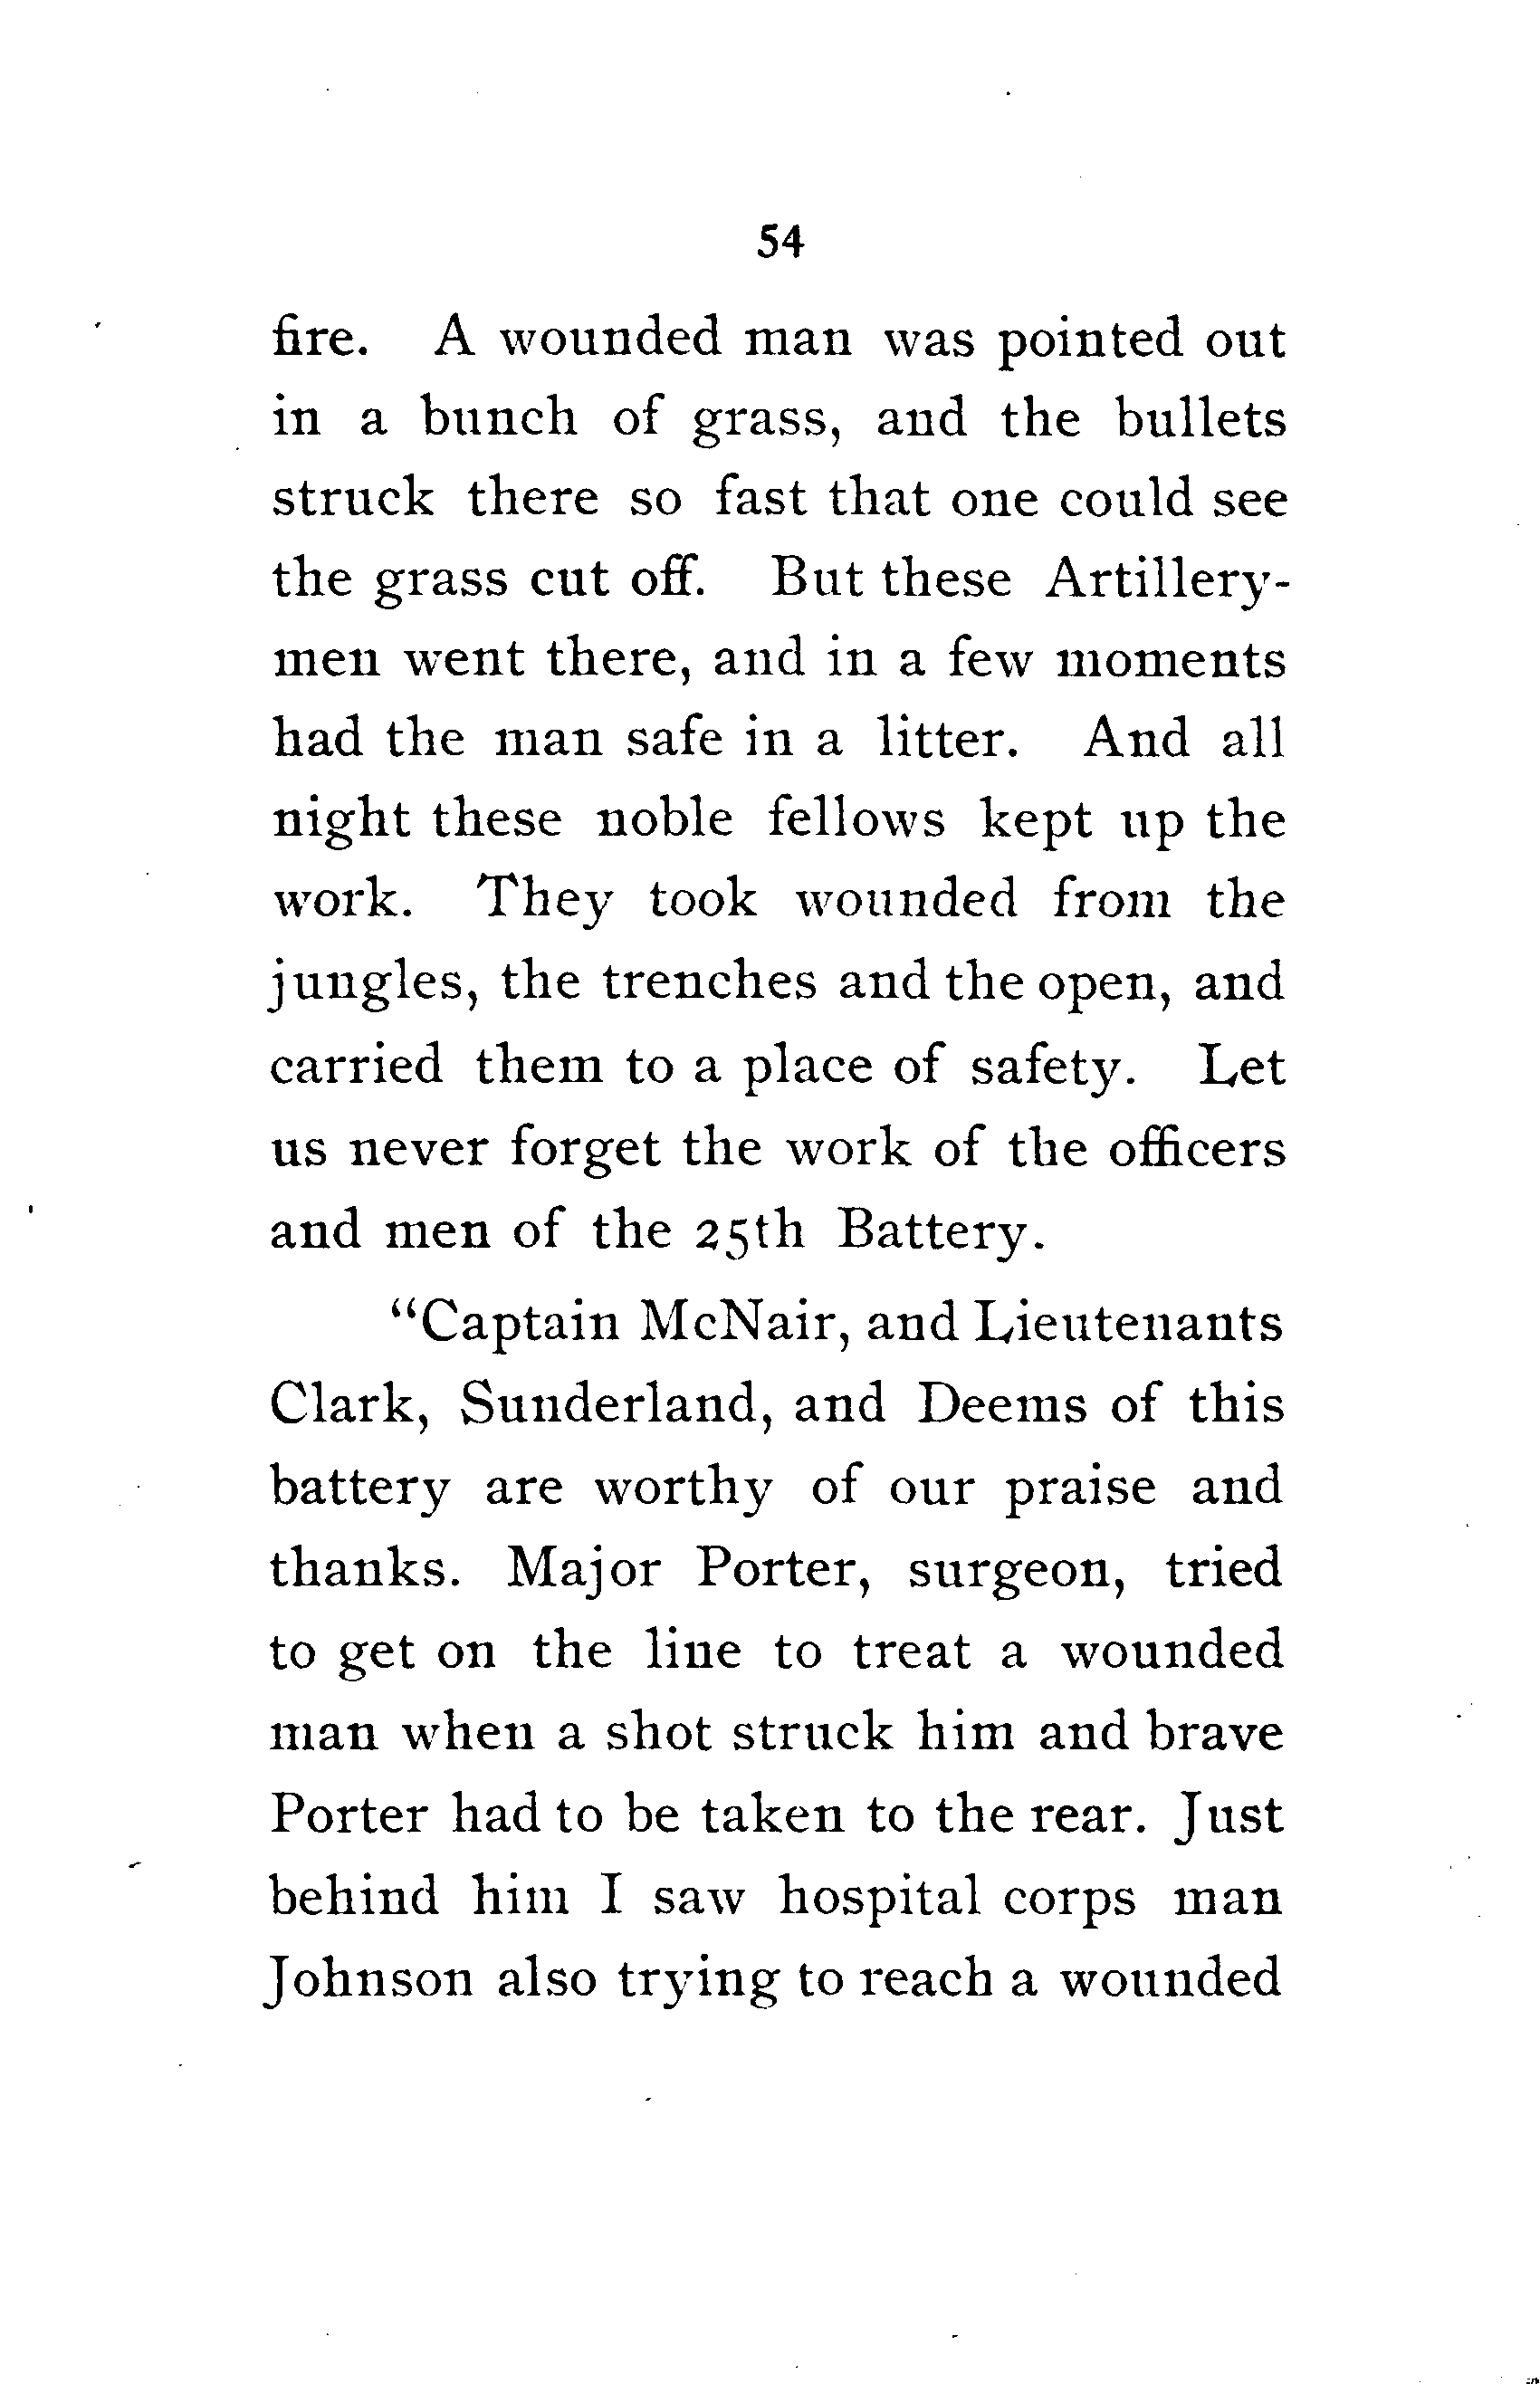 54
fire. A wounded man was pointed out
in a bunch of grass, and the bullets
struck there so fast that one could see
the grass cut off. But these Artillery-
men went there, and in a few moments
had the man safe in a litter. And all
night these noble fellows kept up the
work. They took wounded from the
jungles, the trenches and the open, and
carried them to a place of safety. Let
us never forget the work of the officers
and men of the 25th Battery.
“Captain McNair, and Lieutenants
Clark, Sunderland, and Deems of this
battery are worthy of our praise and
thanks. Major Porter, surgeon, tried
to get on the line to treat a wounded
man when a shot struck him and brave
Porter had to be taken to the rear. Just
behind him I saw hospital corps man
Johnson also trying to reach a wounded